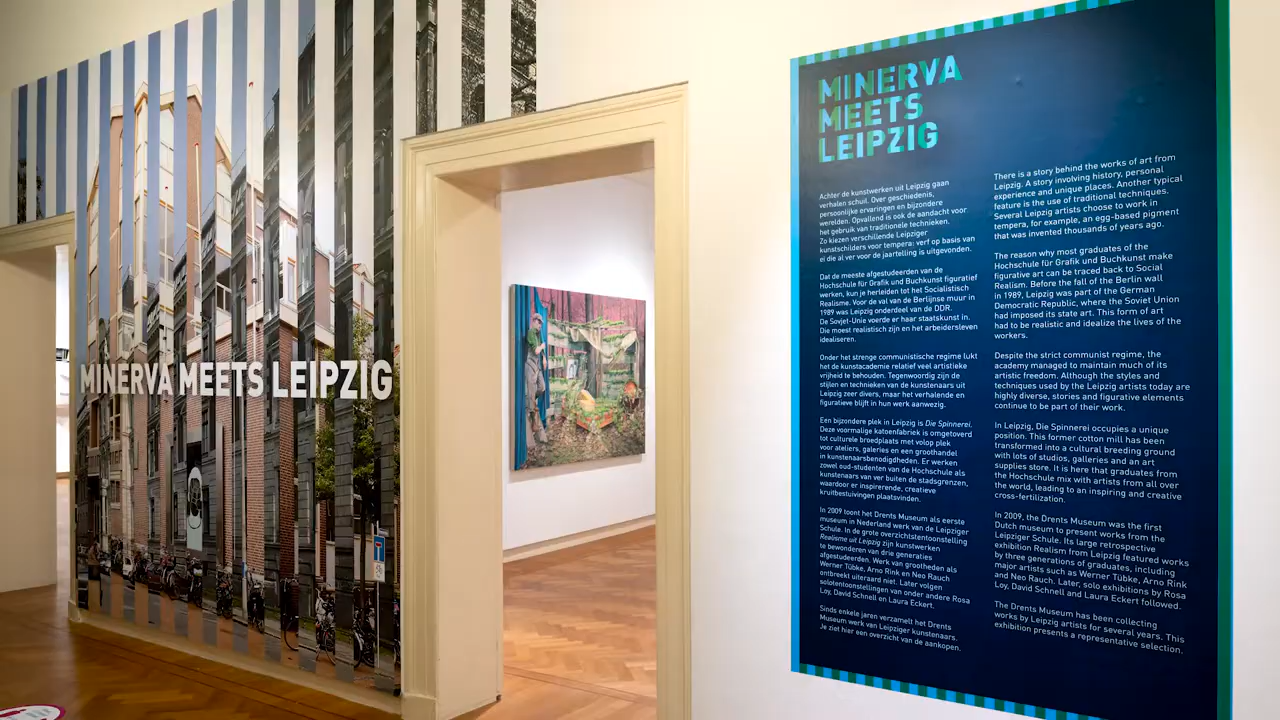 MINERVA MEETS LEIPZIG
MINERVA
MEETS
LEIPZIG
Achter de kunstwerken uit Leipzig gaan
verhalen schuil. Over geschiedenis,
persoonlijke ervaringen en bijzondere
werelden. Opvallend is ook de aandacht voor
het gebruik van traditionele technieken.
Zo kiezen verschillende Leipziger
kunstschilders voor tempera: verf op basis van
ei die al ver voor de jaartelling is uitgevonden.
Dat de meeste afgestudeerden van de
Hochschule für Grafik und Buchkunst figuratief
werken, kun je herleiden tot het Socialistisch
Realisme. Voor de val van de Berlijnse muur in
1989 was Leipzig onderdeel van de DDR.
De Sovjet-Unie voerde er haar staatskunst in.
Die moest realistisch zijn en het arbeidersleven
idealiseren.
Onder het strenge communistische regime lukt
het de kunstacademie relatief veel artistieke
vrijheid te behouden. Tegenwoordig zijn de
stijlen en technieken van de kunstenaars uit
Leipzig zeer divers, maar het verhalende en
figuratieve blijft in hun werk aanwezig.
Een bijzondere plek in Leipzig is Die Spinnerei.
Deze voormalige katoenfabriek is omgetoverd
tot culturele broedplaats met volop plek
voor ateliers, galeries en een groothandel
in kunstenaarsbenodigdheden. Er werken
zowel oud-studenten van de Hochschule als
kunstenaars van ver buiten de stadsgrenzen,
waardoor er inspirerende, creatieve
kruitbestuivingen plaatsvinden.
In 2009 toont het Drents Museum als eerste
museum in Nederland werk van de Leipziger
Schule. In de grote overzichtstentoonstelling
Realisme uit Leipzig zijn kunstwerken
te bewonderen van drie generaties
afgestudeerden. Werk van grootheden als
Werner Tübke, Arno Rink en Neo Rauch
ontbreekt uiteraard niet. Later volgen
solotentoonstellingen van onder andere Rosa
Loy, David Schnell en Laura Eckert.
Sinds enkele jaren verzamelt het Drents
Museum werk van Leipziger kunstenaars.
Je ziet hier een overzicht van de aankopen.
There is a story behind the works of art from
Leipzig. A story involving history, personal
experience and unique places. Another typical
feature is the use of traditional techniques.
Several Leipzig artists choose to work in
tempera, for example, an egg-based pigment
that was invented thousands of years ago.
The reason why most graduates of the
Hochschule für Grafik und Buchkunst make
figurative art can be traced back to Social
Realism. Before the fall of the Berlin wall
in 1989, Leipzig was part of the German
Democratic Republic, where the Soviet Union
had imposed its state art. This form of art
had to be realistic and idealize the lives of the
workers.
Despite the strict communist regime, the
academy managed to maintain much of its
artistic freedom. Although the styles and
techniques used by the Leipzig artists today are
highly diverse, stories and figurative elements
continue to be part of their work.
In Leipzig, Die Spinnerei occupies a unique
position. This former cotton mill has been
transformed into a cultural breeding ground
with lots of studios, galleries and an art
supplies store. It is here that graduates from
the Hochschule mix with artists from all over
the world, leading to an inspiring and creative
cross-fertilization.
In 2009, the Drents Museum was the first
Dutch museum to present works from the
Leipziger Schule. Its large retrospective
exhibition Realism from Leipzig featured works
by three generations of graduates, including
major artists such as Werner Tübke, Arno Rink
and Neo Rauch. Later, solo exhibitions by Rosa
Loy, David Schnell and Laura Eckert followed.
The Drents Museum has been collecting
works by Leipzig artists for several years. This
exhibition presents a representative selection.